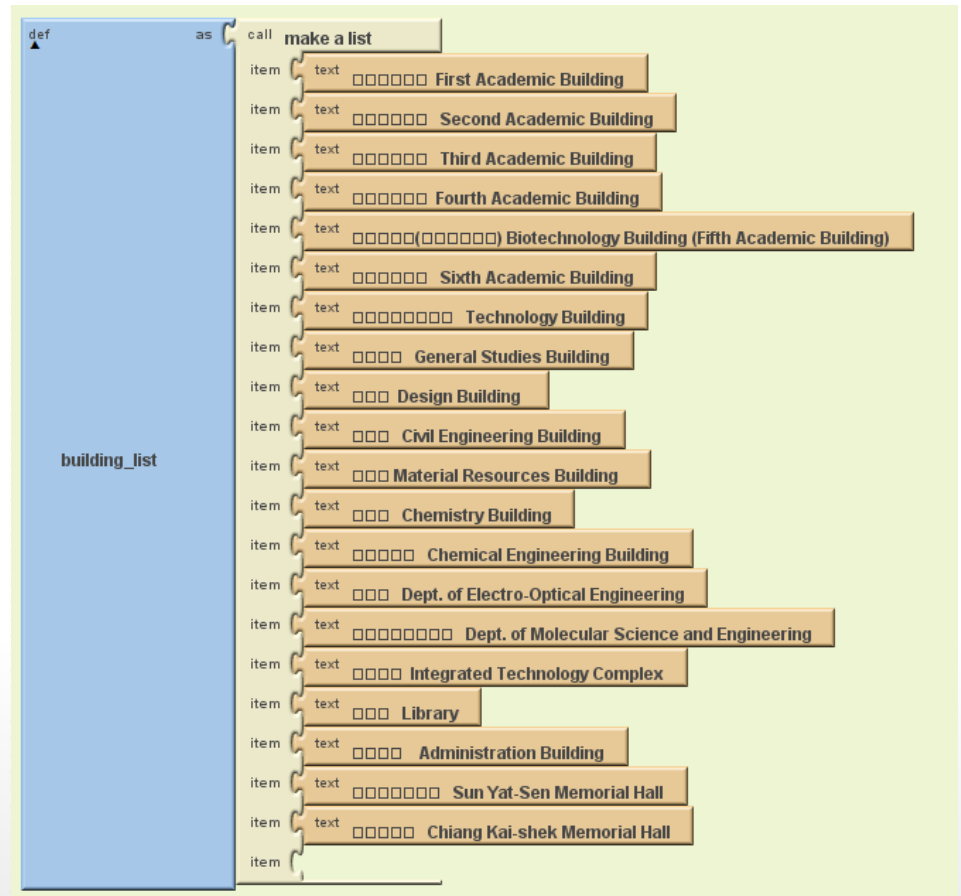 def as call make a list
item text □□□□□□ First Academic Building
item text □□□□□□ Second Academic Building
item text □□□□□□ Third Academic Building
item text □□□□□□ Fourth Academic Building
item text □□□□□(□□□□□□) Biotechnology Building (Fifth Academic Building)
item text □□□□□□ Sixth Academic Building
item text □□□□□□□□ Technology Building
item text □□□□ General Studies Building
item text □□□ Design Building
item text □□□ Civil Engineering Building
building_list
item text □□□ Material Resources Building
item text □□□ Chemistry Building
item text □□□□□ Chemical Engineering Building
item text □□□ Dept. of Electro-Optical Engineering
item text □□□□□□□□ Dept. of Molecular Science and Engineering
item text □□□□ Integrated Technology Complex
item text □□□ Library
item text □□□□ Administration Building
item text □□□□□□□ Sun Yat-Sen Memorial Hall
item text □□□□□ Chiang Kai-shek Memorial Hall
item